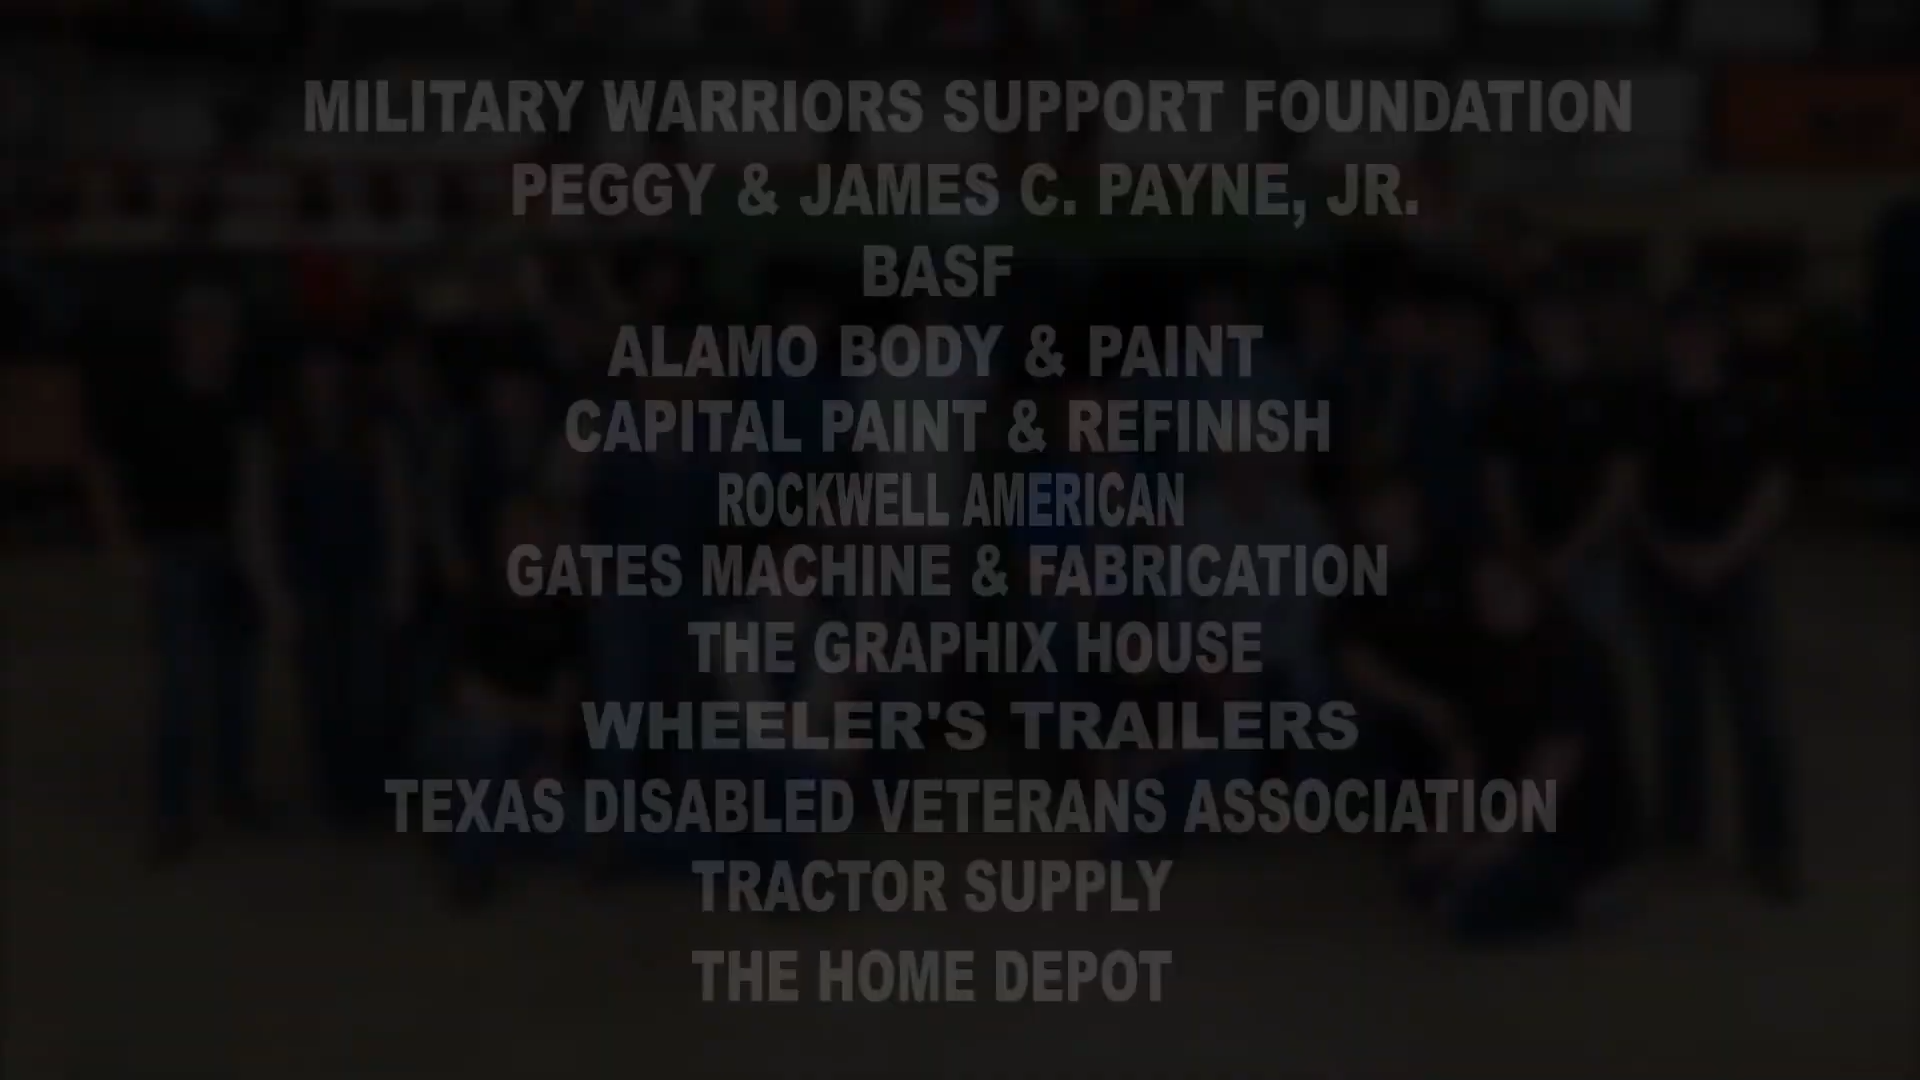 MILITARY WARRIORS SUPPORT FOUNDATION
PEGGY & JAMES C. PAYNE, JR.
BASF
ALAMO BODY & PAINT
CAPITAL PAINT & REFINISH
ROCKWELL AMERICAN
GATES MACHINE & FABRICATION
THE GRAPHIX HOUSE
WHEELER'S TRAILERS
TEXAS DISABLED VETERANS ASSOCIATION
TRACTOR SUPPLY
THE HOME DEPOT